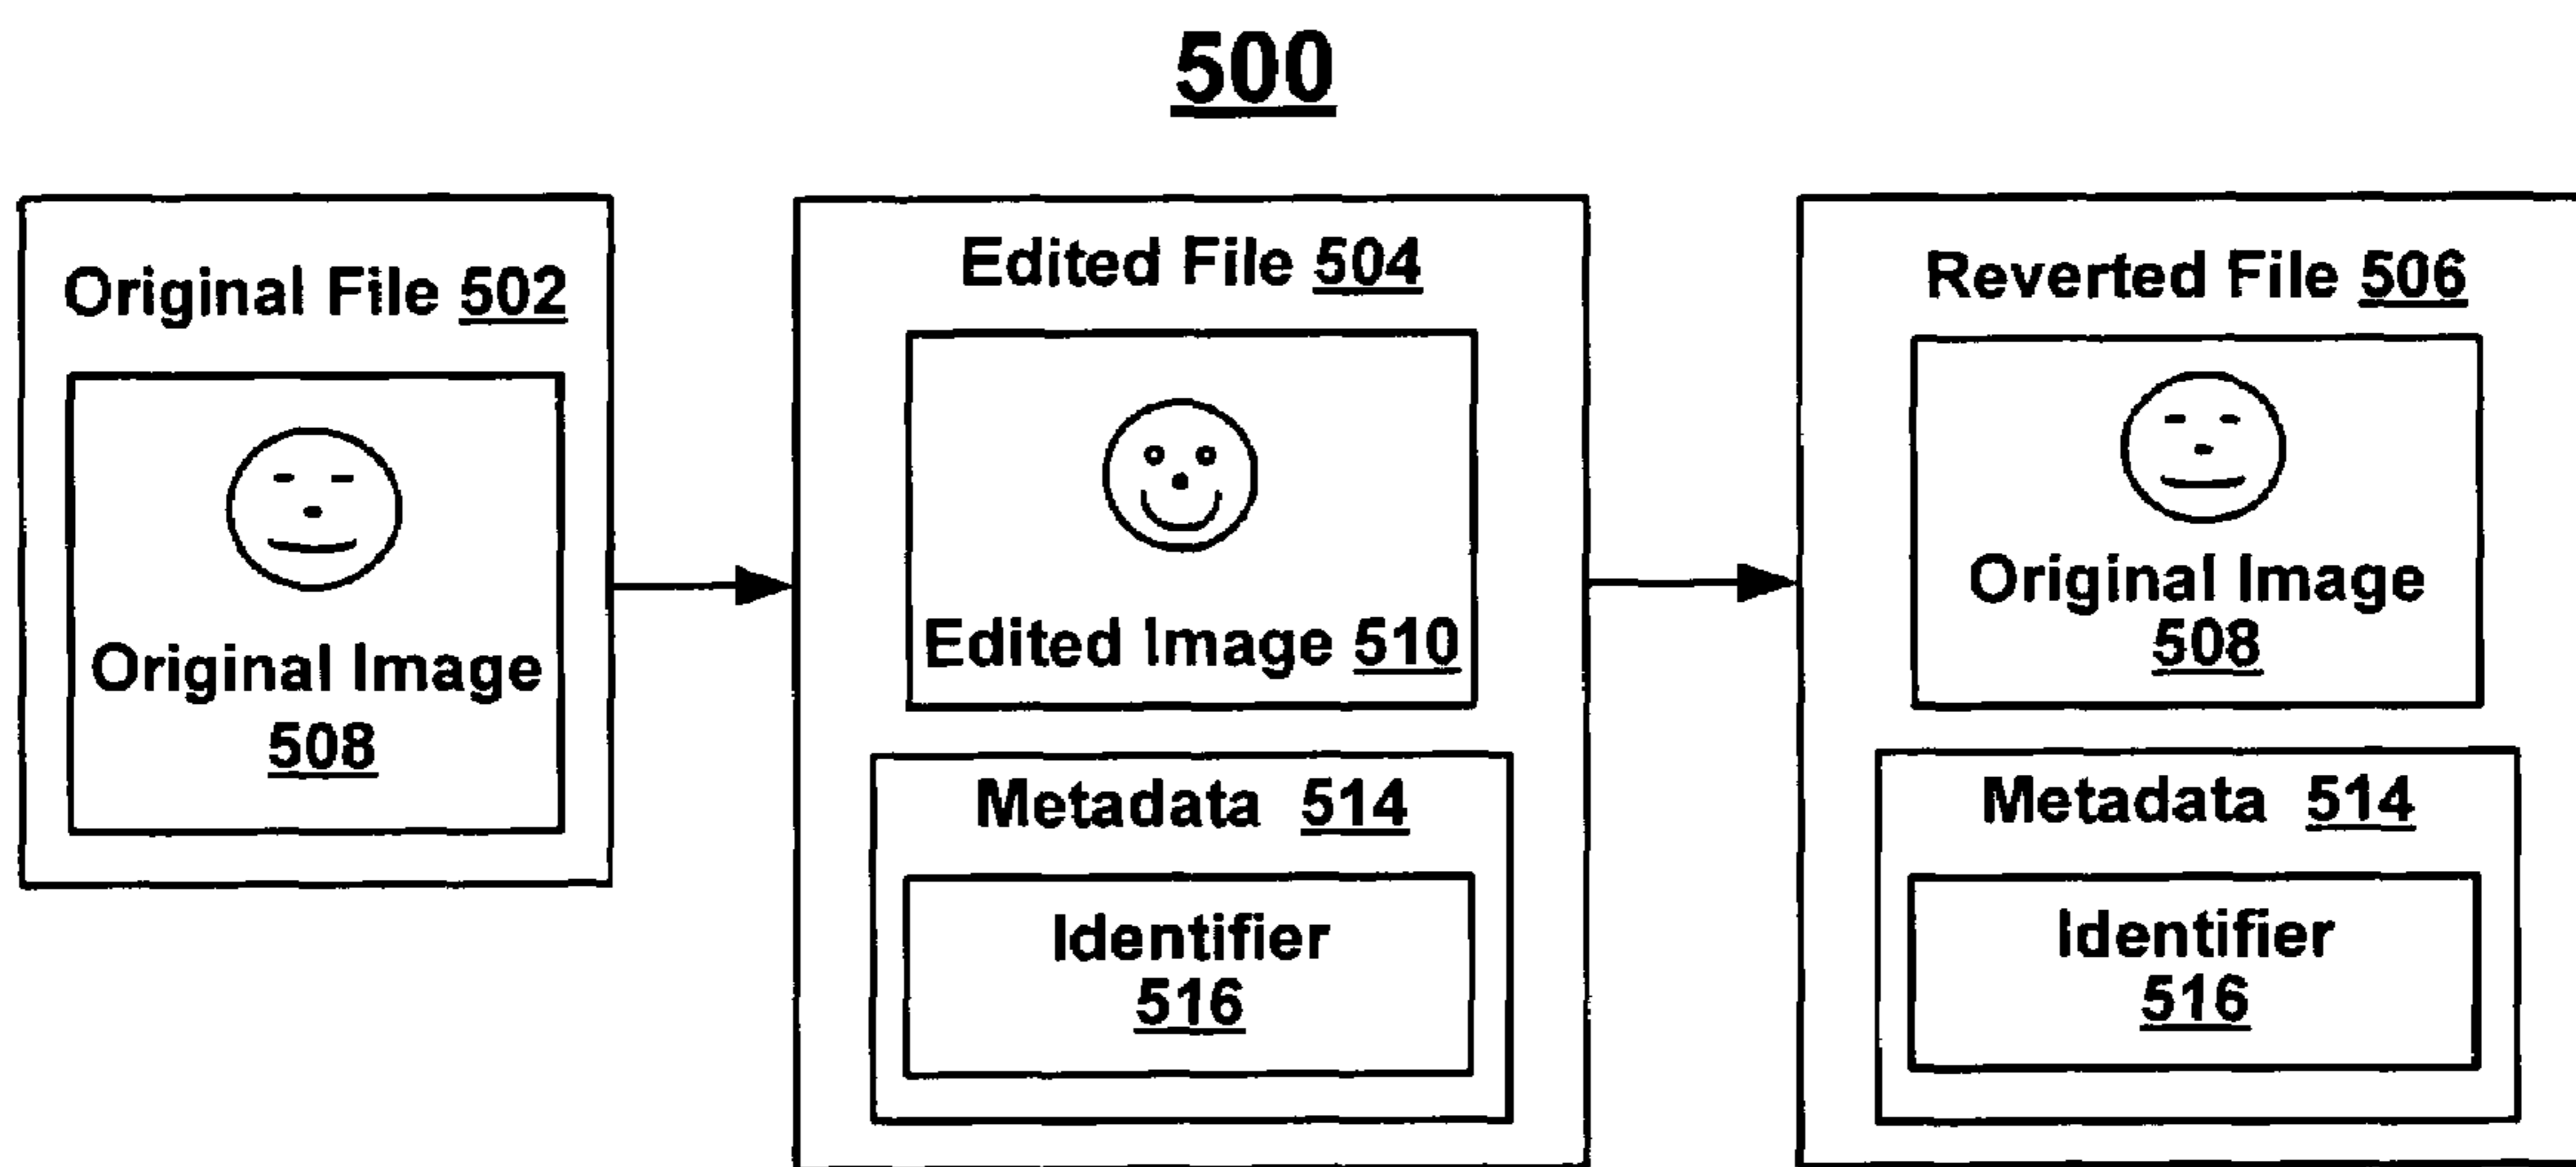 500
Original File 502
Original Image
508
Edited File 504
Edited Image 510
Metadata 514
Identifier
516
Reverted File 506
Original Image
508
Metadata 514
Identifier
516